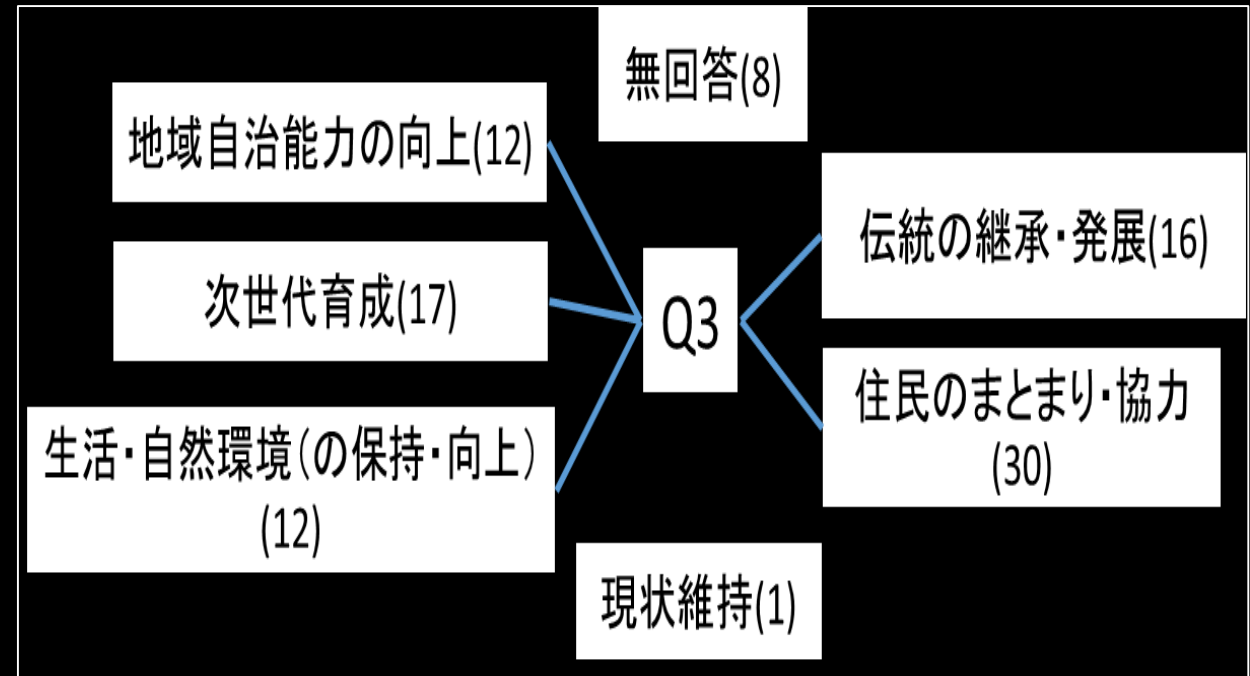 無回答(8)
地域自治能力の向上(12)
伝統の継承・発展(16)
次世代育成(17)
Q3
住民のまとまり・協力
(30)
生活・自然環境(の保持・向上)
(12)
現状維持(1)